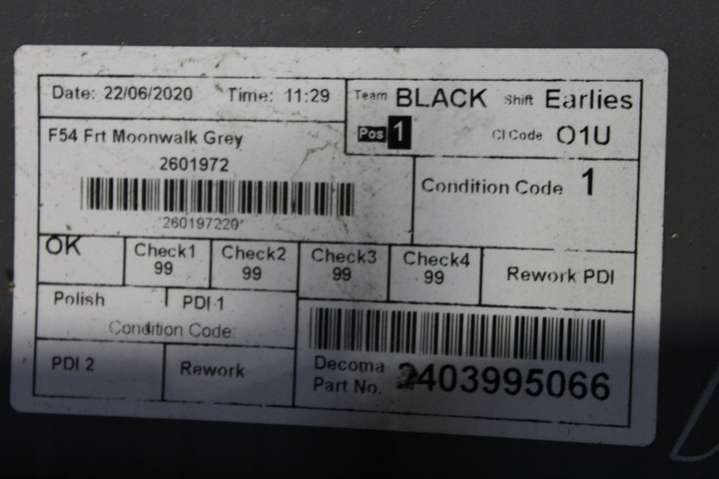 Date: 22/06/2020 Time: 11:29
Team BLACK Shift Earlies
Pos 1 CI Code O1U
F54 Frt Moonwalk Grey
2601972
260197220*
Condition Code 1
OK Check1 99 Check2 99 Check3 99 Check4 99 Rework PDI
Polish PDI 1
Condition Code
PDI 2 Rework
Decoma
Part No. 2403995066